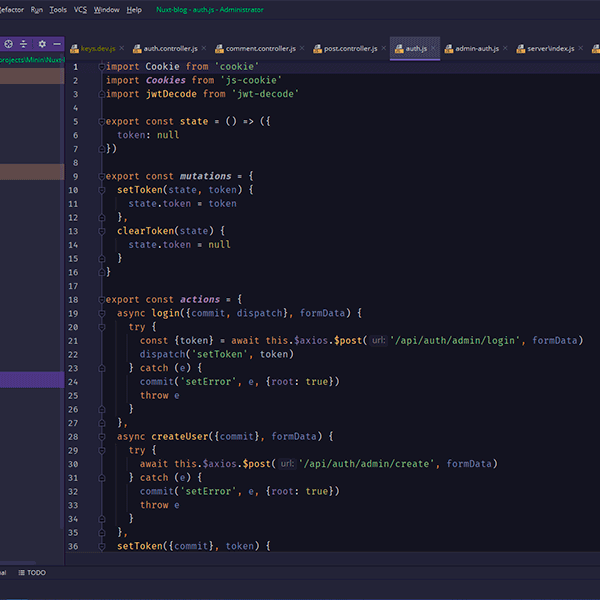 Refactor Run Tools VCS Window Help Nuxt-blog - auth.js - Administrator
projects\Minin\Nuxt-
keys.dev.js auth.controller.js comment.controller.js post.controller.js auth.js admin-auth.js server\index.js
1 import Cookie from 'cookie'
2 import Cookies from 'js-cookie'
3 import jwtDecode from 'jwt-decode'
4
5 export const state = () => ({
6 token: null
7 })
8
9 export const mutations = {
10 setToken(state, token) {
11 state.token = token
12 },
13 clearToken(state) {
14 state.token = null
15 }
16 }
17
18 export const actions = {
19 async login({commit, dispatch}, formData) {
20 try {
21 const {token} = await this.$axios.$post( url: '/api/auth/admin/login', formData)
22 dispatch('setToken', token)
23 } catch (e) {
24 commit('setError', e, {root: true})
25 throw e
26 }
27 },
28 async createUser({commit}, formData) {
29 try {
30 await this.$axios.$post( url: '/api/auth/admin/create', formData)
31 } catch (e) {
32 commit('setError', e, {root: true})
33 throw e
34 }
35 },
36 setToken({commit}, token) {
nal TODO